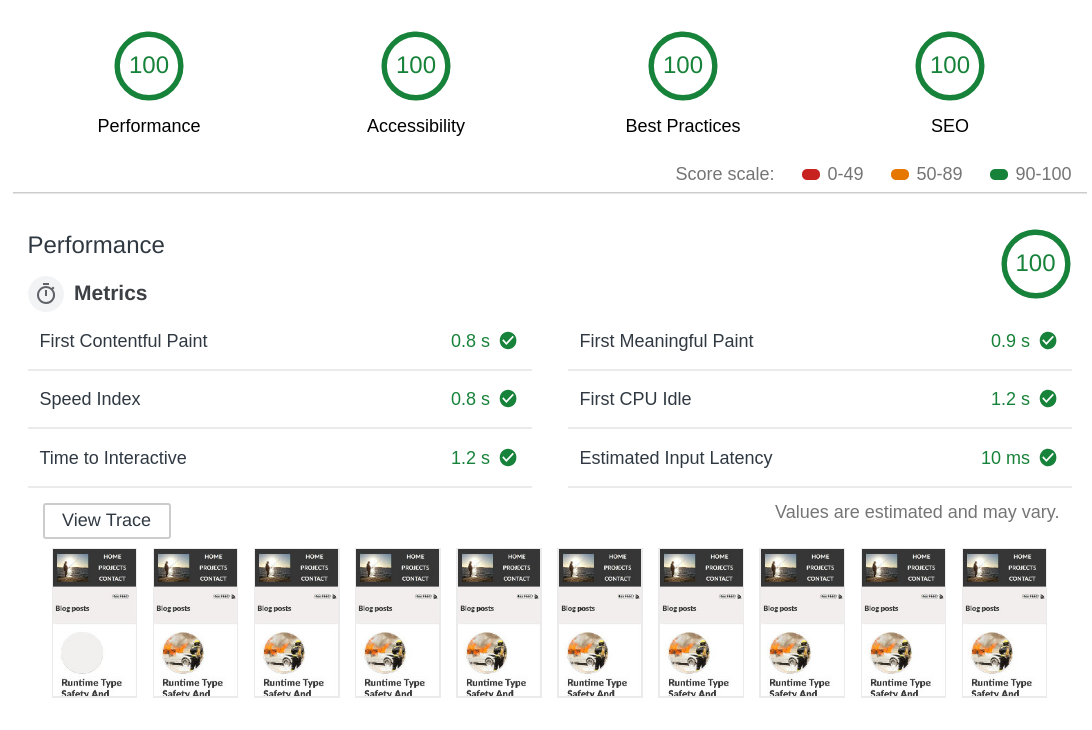 100 100 100 100
Performance Accessibility Best Practices SEO
Score scale: 0-49 50-89 90-100
Performance
100
Metrics
First Contentful Paint 0.8 s
First Meaningful Paint 0.9 s
Speed Index 0.8 s
First CPU Idle 1.2 s
Time to Interactive 1.2 s
Estimated Input Latency 10 ms
View Trace
Values are estimated and may vary.
HOME HOME HOME HOME HOME HOME HOME HOME HOME HOME
PROJECTS PROJECTS PROJECTS PROJECTS PROJECTS PROJECTS PROJECTS PROJECTS PROJECTS PROJECTS
CONTACT CONTACT CONTACT CONTACT CONTACT CONTACT CONTACT CONTACT CONTACT CONTACT
Blog posts Blog posts Blog posts Blog posts Blog posts Blog posts Blog posts Blog posts Blog posts Blog posts
Runtime Type Runtime Type Runtime Type Runtime Type Runtime Type Runtime Type Runtime Type Runtime Type Runtime Type Runtime Type
Safety And Safety And Safety And Safety And Safety And Safety And Safety And Safety And Safety And Safety And